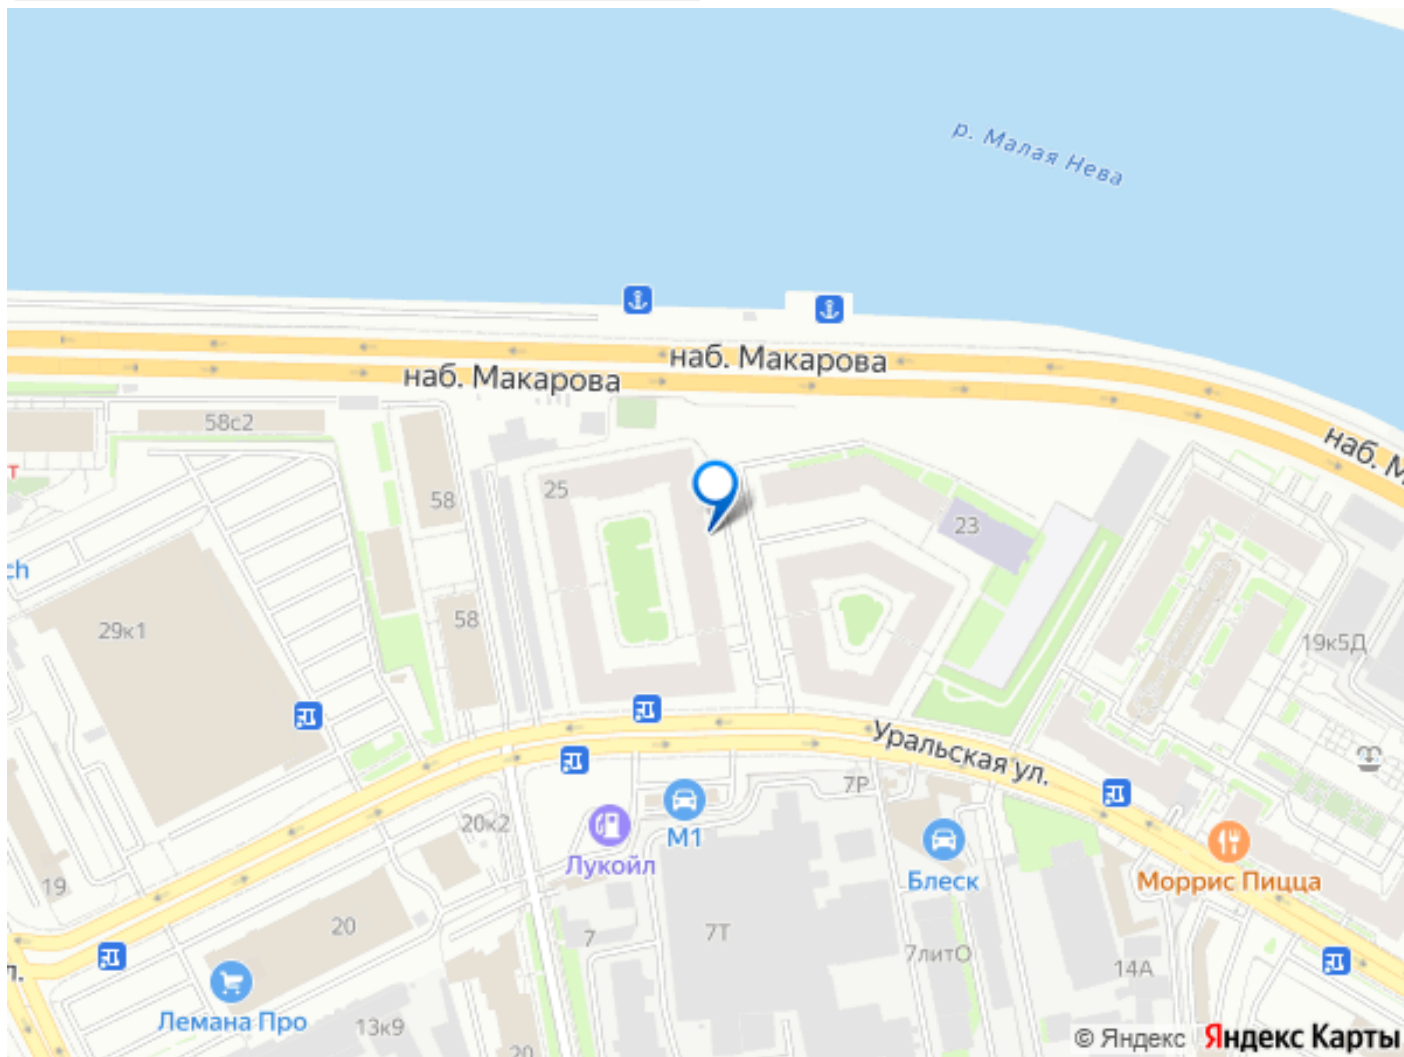 р. Малая Нева
наб. Макарова
наб. Макарова
58с2
наб. М
т
58
25
23
ch
29к1
58
19к5Д
Уральская ул.
7Р
20к2
М1
Лукойл
Блеск
Моррис Пицца
19
20
7
7Т
7литО
14А
л.
Лемана Про
13к9
20
© Яндекс Яндекс Карты